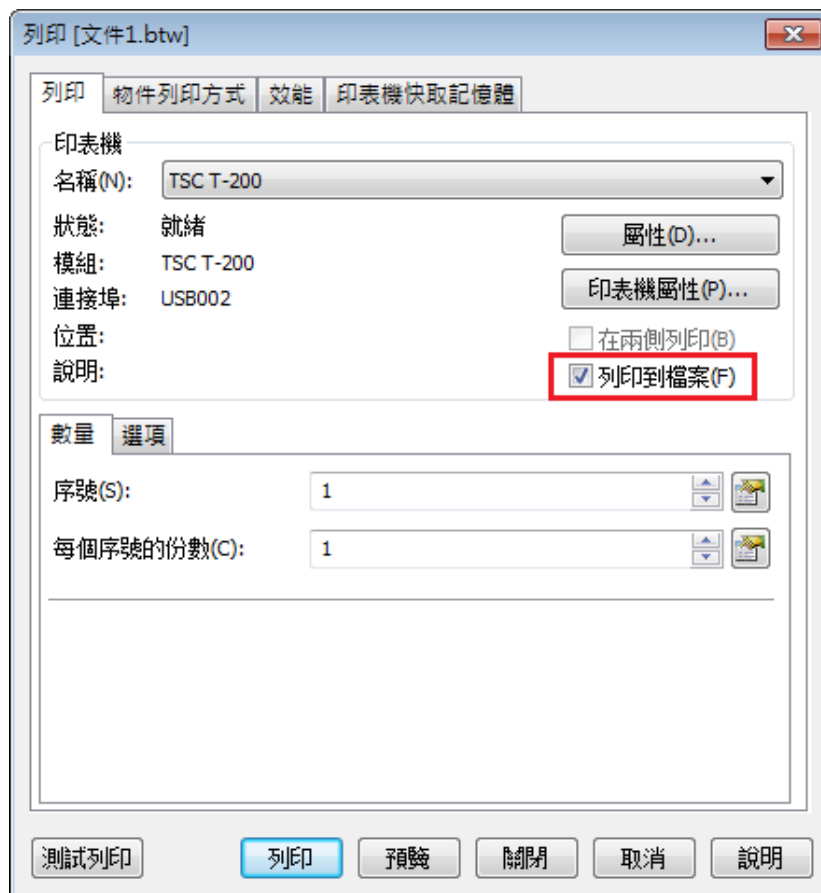 列印 [文件1.btw]
列印 物件列印方式 效能 印表機快取記憶體
印表機
名稱(N): TSC T-200
狀態: 就緒
屬性(D)...
模組: TSC T-200
連接埠: USB002
印表機屬性(P)...
位置:
在兩側列印(B)
說明:
列印到檔案(F)
數量 選項
序號(S): 1
每個序號的份數(C): 1
測試列印 列印 預覽 關閉 取消 說明